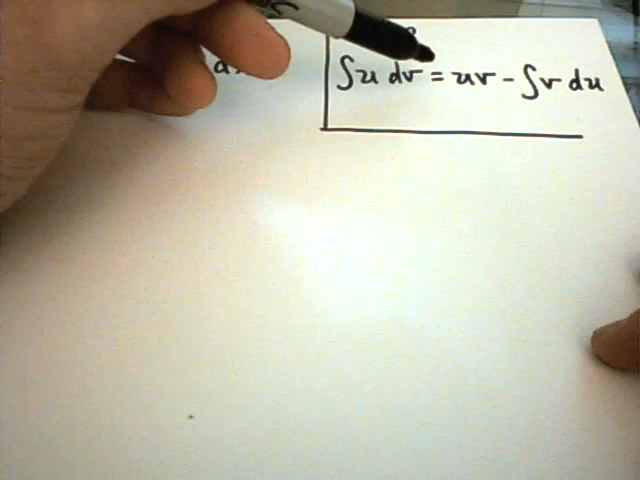 ∫u dv = uv - ∫v du